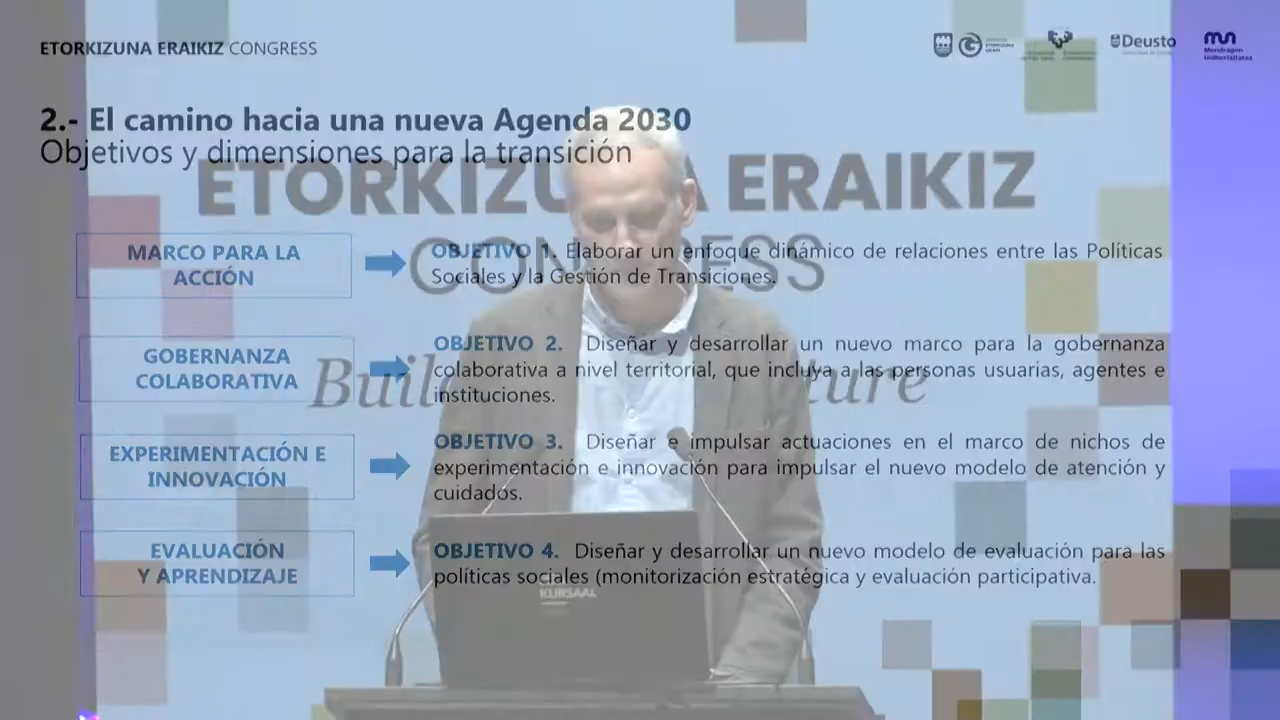 ETORKIZUNA ERAIKIZ CONGRESS
Deusto
Mondragon
Unibertsitatea
2.- El camino hacia una nueva Agenda 2030
Objetivos y dimensiones para la transición
ETORKIZUNA ERAIKIZ
MARCO PARA LA
ACCIÓN
OBJETIVO 1. Elaborar un enfoque dinámico de relaciones entre las Políticas
Sociales y la Gestión de Transiciones.
GOBERNANZA
COLABORATIVA
OBJETIVO 2. Diseñar y desarrollar un nuevo marco para la gobernanza
colaborativa a nivel territorial, que incluya a las personas usuarias, agentes e
instituciones.
EXPERIMENTACIÓN E
INNOVACIÓN
OBJETIVO 3. Diseñar e impulsar actuaciones en el marco de nichos de
experimentación e innovación para impulsar el nuevo modelo de atención y
cuidados.
EVALUACIÓN
Y APRENDIZAJE
OBJETIVO 4. Diseñar y desarrollar un nuevo modelo de evaluación para las
políticas sociales (monitorización estratégica y evaluación participativa.
KURSAAL